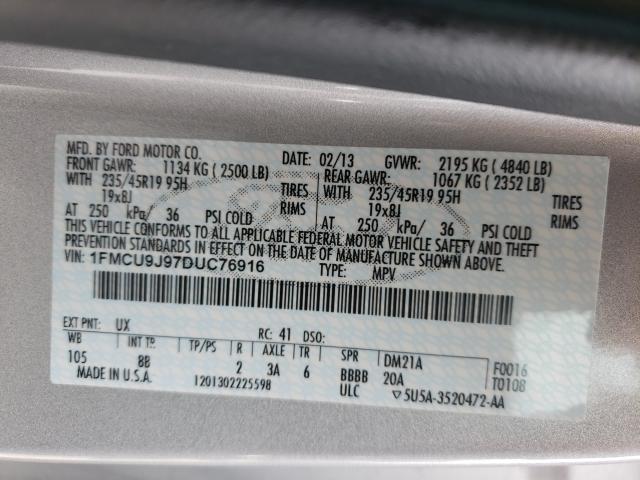 MFD. BY FORD MOTOR CO.
DATE: 02/13 GVWR: 2195 KG ( 4840 LB)
FRONT GAWR: 1134 KG ( 2500 LB) REAR GAWR: 1067 KG ( 2352 LB)
WITH 235/45R19 95H TIRES WITH 235/45R19 95H TIRES
19x8J RIMS 19x8J RIMS
AT 250 kPa/ 36 PSI COLD AT 250 kPa/ 36 PSI COLD
THIS VEHICLE CONFORMS TO ALL APPLICABLE FEDERAL MOTOR VEHICLE SAFETY AND THEFT
PREVENTION STANDARDS IN EFFECT ON THE DATE OF MANUFACTURE SHOWN ABOVE.
VIN: 1FMCU9J97DUC76916 TYPE: MPV
EXT PNT: UX RC: 41 DSO:
WB INT TR TP/PS R AXLE TR SPR DM21A F0016
105 8B 2 3A 6 BBBB 20A T0108
MADE IN U.S.A. 1201302225598 ULC ▽5U5A-3520472-AA